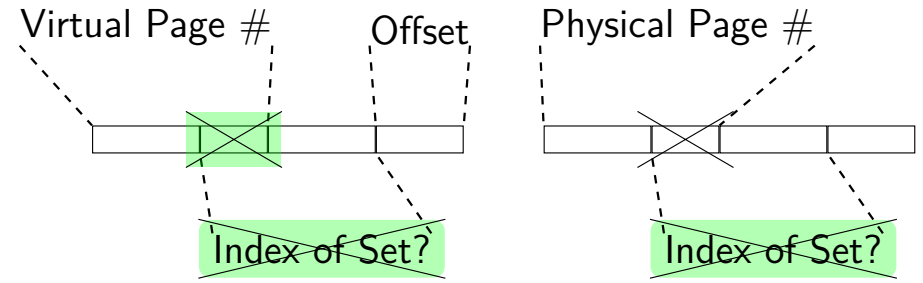 Virtual Page #
Offset
Physical Page #
Index of Set?
Index of Set?